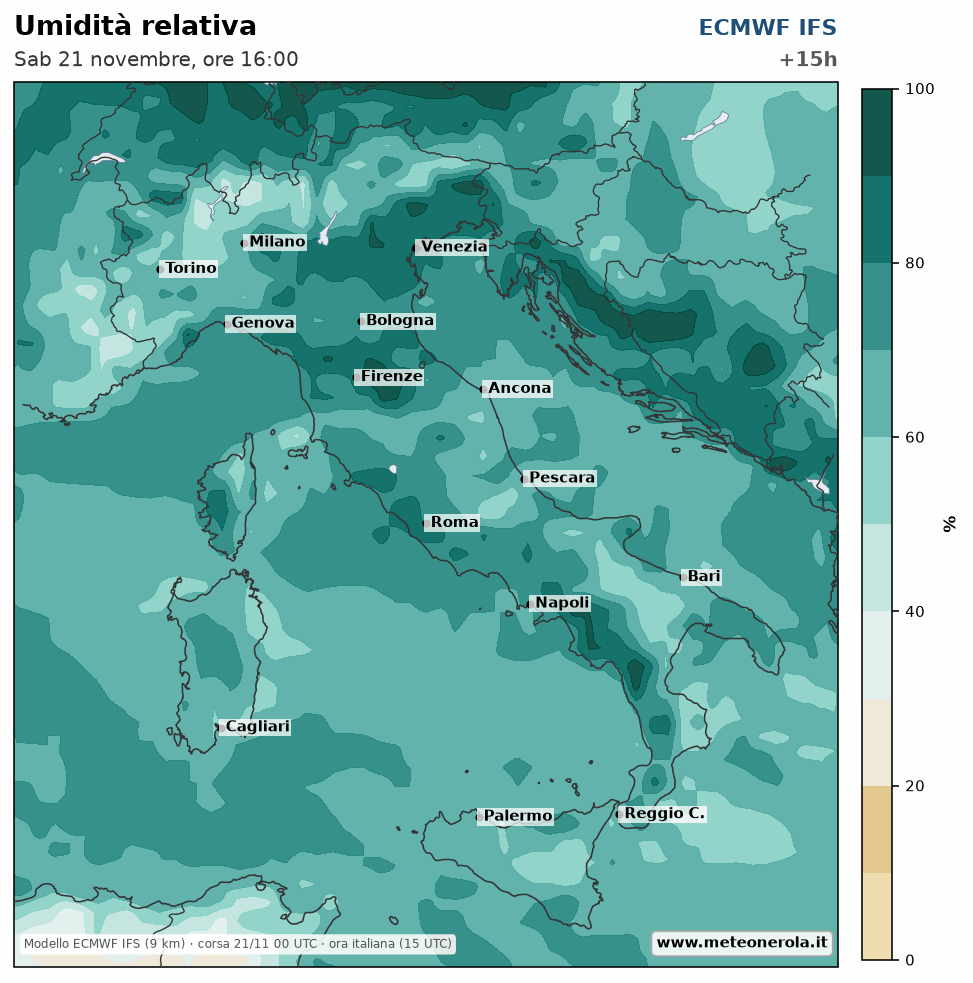 Umidità relativa
ECMWF IFS
Sab 21 novembre, ore 16:00
+15h
100
80
60
40
20
0
%
Milano
Venezia
Torino
Genova
Bologna
Firenze
Ancona
Pescara
Roma
Bari
Napoli
Cagliari
Palermo
Reggio C.
Modello ECMWF IFS (9 km) · corsa 21/11 00 UTC · ora italiana (15 UTC)
www.meteonerola.it